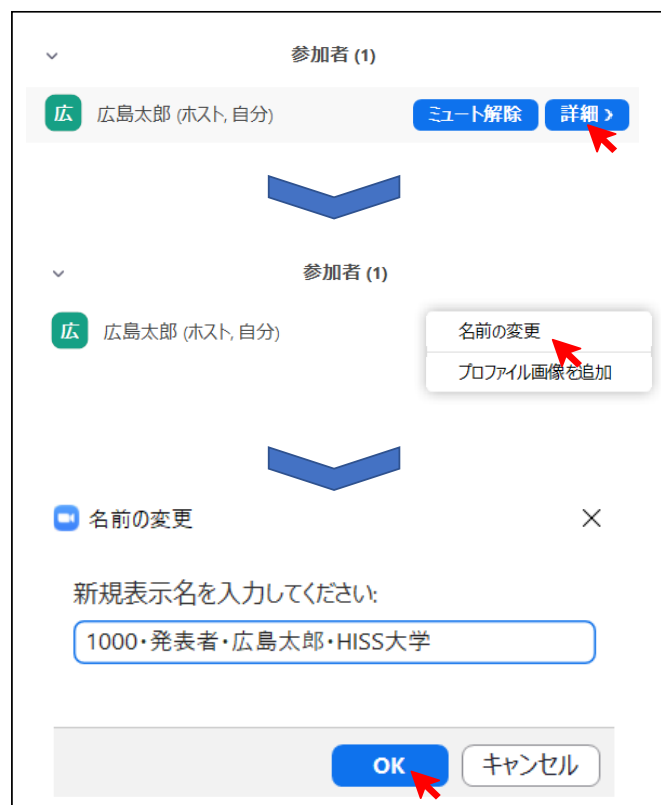 参加者 (1)
広 広島太郎 (ホスト, 自分) ミュート解除 詳細 >
参加者 (1)
広 広島太郎 (ホスト, 自分) 名前の変更
プロファイル画像を追加
名前の変更
新規表示名を入力してください:
1000・発表者・広島太郎・HISS大学
OK キャンセル